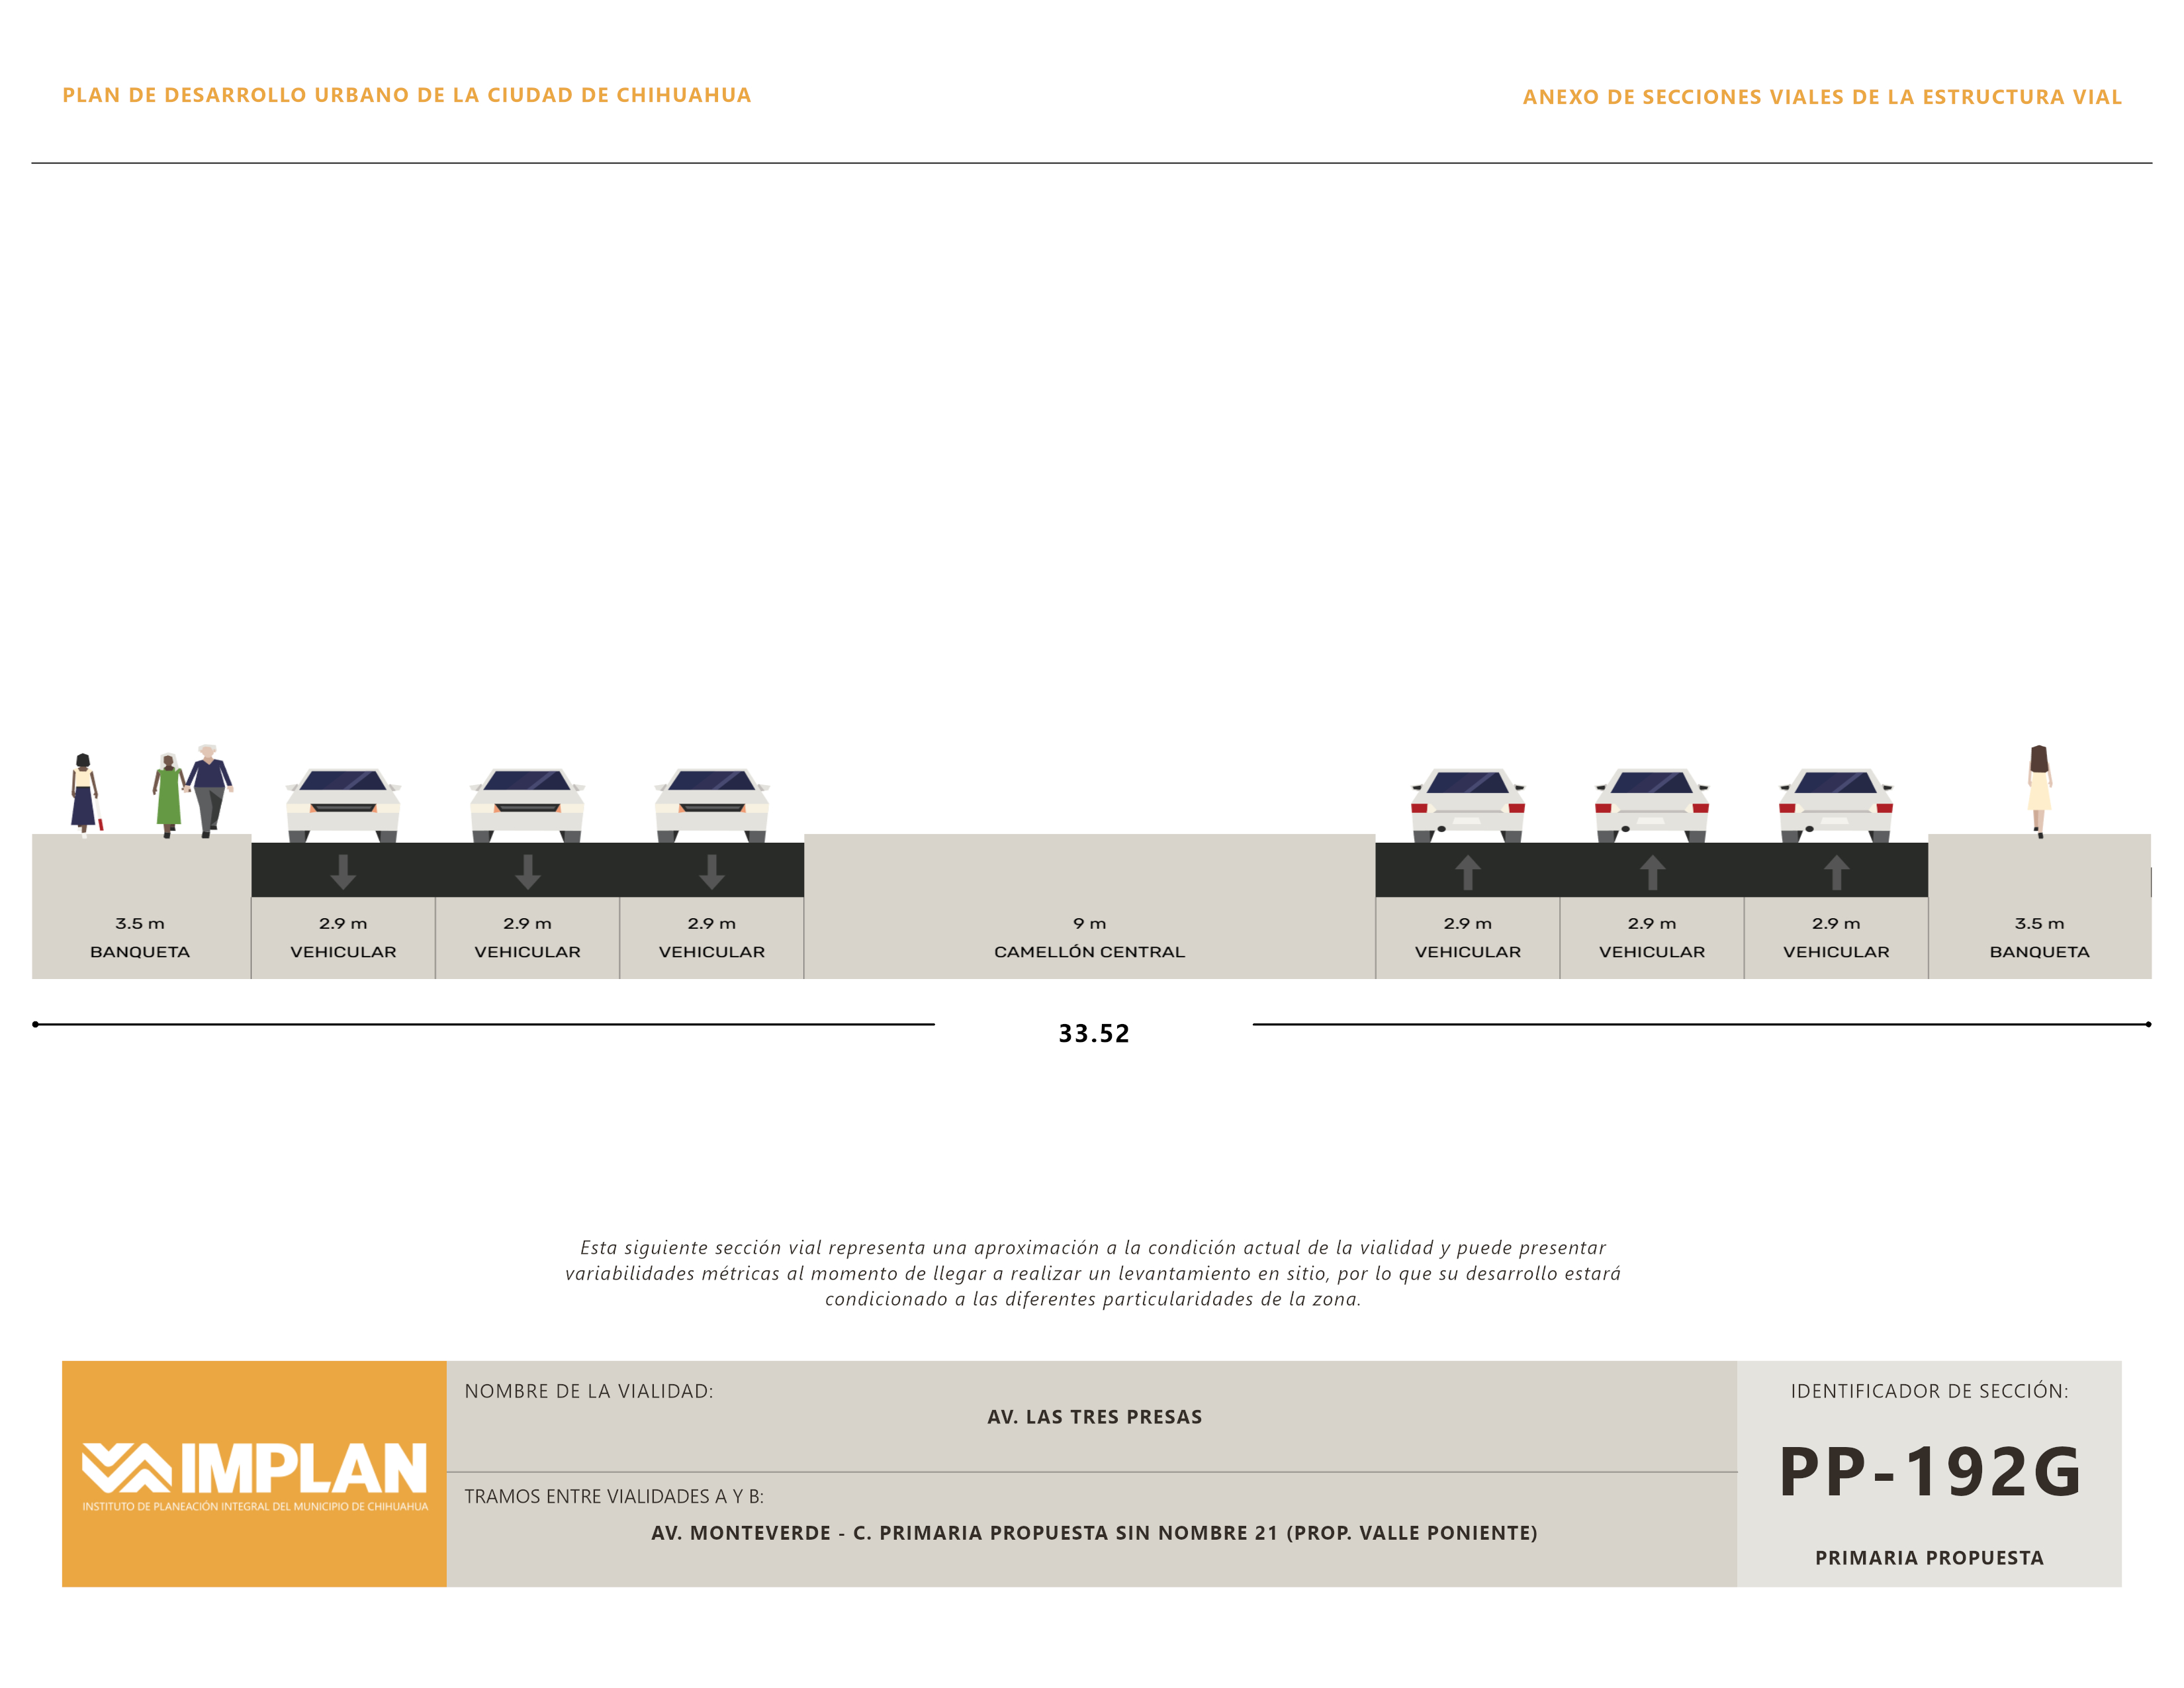 PLAN DE DESARROLLO URBANO DE LA CIUDAD DE CHIHUAHUA
ANEXO DE SECCIONES VIALES DE LA ESTRUCTURA VIAL
3.5 m
BANQUETA
2.9 m
VEHICULAR
2.9 m
VEHICULAR
2.9 m
VEHICULAR
9 m
CAMELLÓN CENTRAL
2.9 m
VEHICULAR
2.9 m
VEHICULAR
2.9 m
VEHICULAR
3.5 m
BANQUETA
33.52
Esta siguiente sección vial representa una aproximación a la condición actual de la vialidad y puede presentar
variabilidades métricas al momento de llegar a realizar un levantamiento en sitio, por lo que su desarrollo estará
condicionado a las diferentes particularidades de la zona.
IMPLAN
INSTITUTO DE PLANEACIÓN INTEGRAL DEL MUNICIPIO DE CHIHUAHUA
NOMBRE DE LA VIALIDAD:
AV. LAS TRES PRESAS
TRAMOS ENTRE VIALIDADES A Y B:
AV. MONTEVERDE - C. PRIMARIA PROPUESTA SIN NOMBRE 21 (PROP. VALLE PONIENTE)
IDENTIFICADOR DE SECCIÓN:
PP-192G
PRIMARIA PROPUESTA